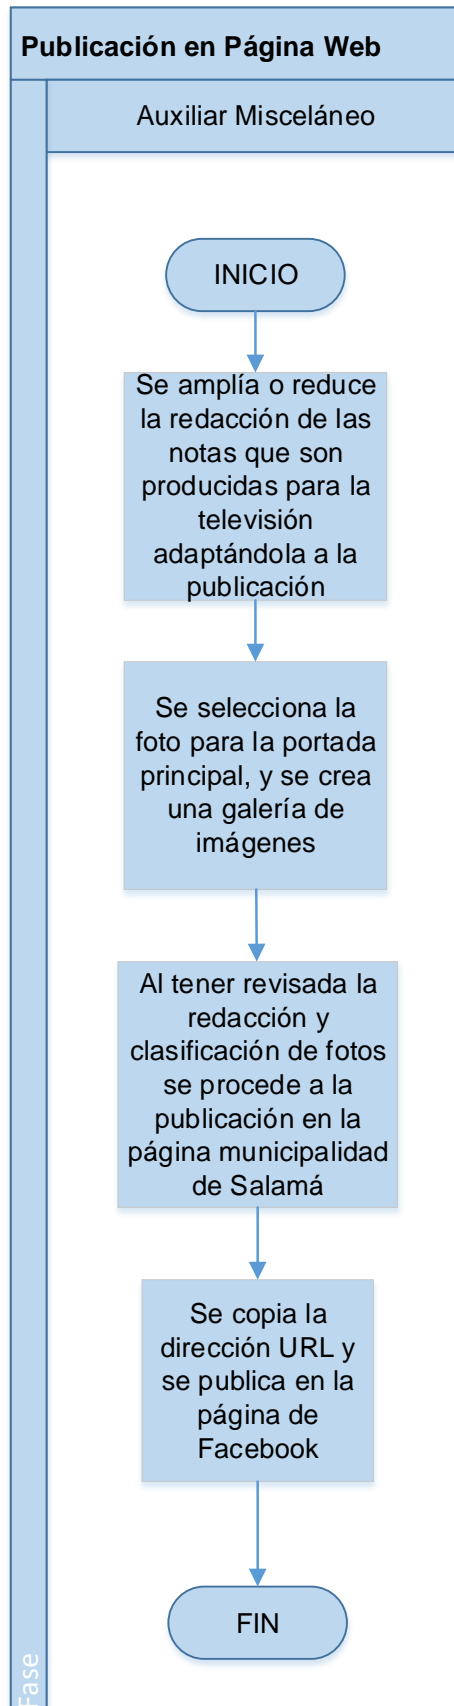 Publicación en Página Web
Auxiliar Misceláneo
INICIO
Se amplía o reduce
la redacción de las
notas que son
producidas para la
televisión
adaptándola a la
publicación
Se selecciona la
foto para la portada
principal, y se crea
una galería de
imágenes
Al tener revisada la
redacción y
clasificación de fotos
se procede a la
publicación en la
página municipalidad
de Salamá
Se copia la
dirección URL y
se publica en la
página de
Facebook
FIN
Fase